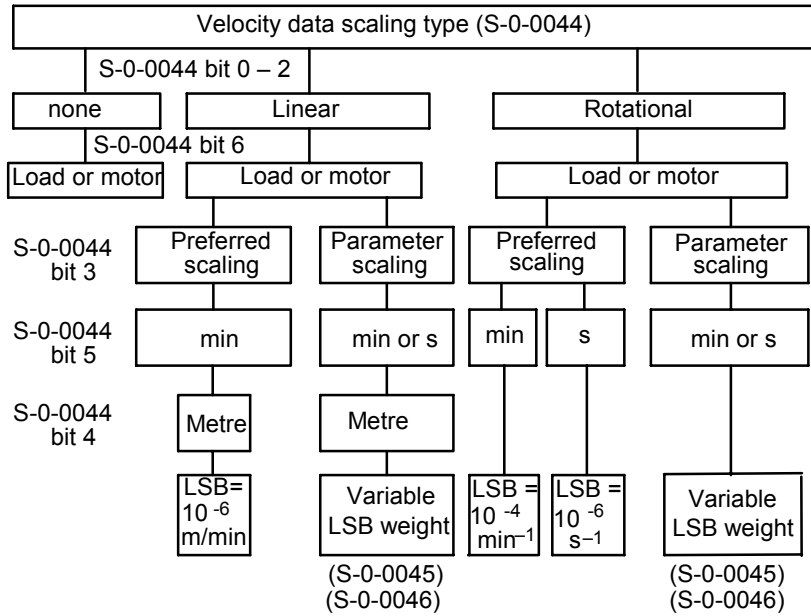 Velocity data scaling type (S-0-0044)
S-0-0044 bit 0 – 2
none
Linear
Rotational
S-0-0044 bit 6
Load or motor
Load or motor
Load or motor
S-0-0044
bit 3
Preferred
scaling
Parameter
scaling
Preferred
scaling
Parameter
scaling
S-0-0044
bit 5
min
min or s
min
s
min or s
S-0-0044
bit 4
Metre
Metre
LSB=
10 -6
m/min
Variable
LSB weight
LSB =
10 -4
min–1
LSB =
10 -6
s–1
Variable
LSB weight
(S-0-0045)
(S-0-0046)
(S-0-0045)
(S-0-0046)